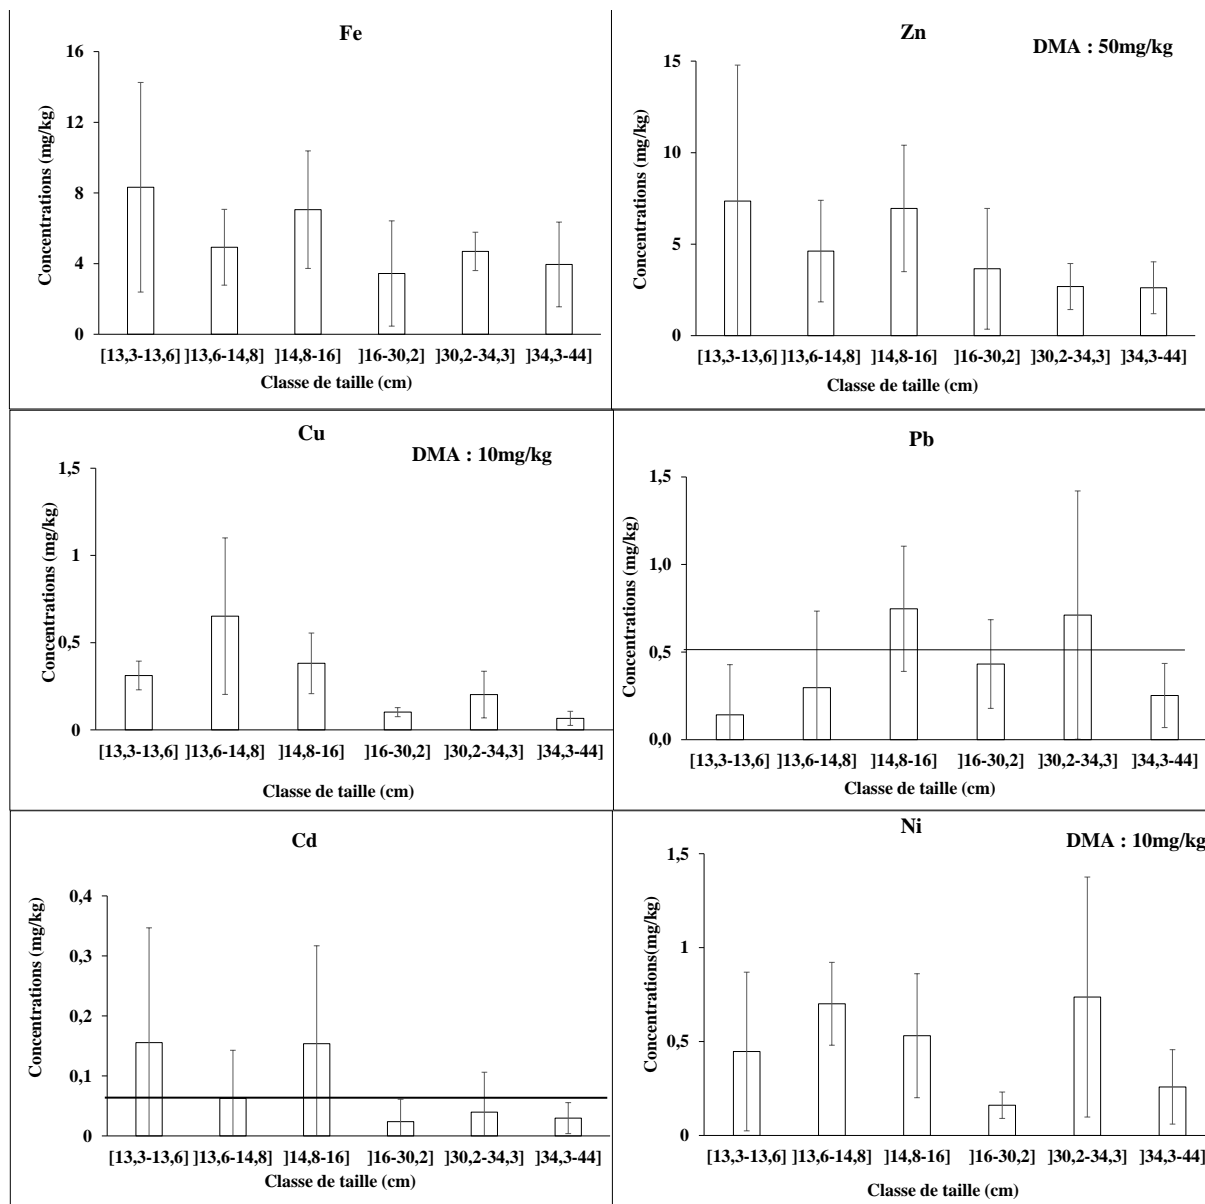 Fe
16
12
8
4
0
Concentrations (mg/kg)
[13,3-13,6] ]13,6-14,8] ]14,8-16] ]16-30,2] ]30,2-34,3] ]34,3-44]
Classe de taille (cm)
Zn
DMA : 50mg/kg
15
10
5
0
Concentrations (mg/kg)
[13,3-13,6] ]13,6-14,8] ]14,8-16] ]16-30,2] ]30,2-34,3] ]34,3-44]
Classe de taille (cm)
Cu
DMA : 10mg/kg
1,5
1
0,5
0
Concentrations (mg/kg)
[13,3-13,6] ]13,6-14,8] ]14,8-16] ]16-30,2] ]30,2-34,3] ]34,3-44]
Classe de taille (cm)
Pb
1,5
1,0
0,5
0,0
Concentrations (mg/kg)
[13,3-13,6] ]13,6-14,8] ]14,8-16] ]16-30,2] ]30,2-34,3] ]34,3-44]
Classe de taille (cm)
Cd
0,4
0,3
0,2
0,1
0
Concentrations (mg/kg)
[13,3-13,6] ]13,6-14,8] ]14,8-16] ]16-30,2] ]30,2-34,3] ]34,3-44]
Classe de taille (cm)
Ni
DMA : 10mg/kg
1,5
1
0,5
0
Concentrations(mg/kg)
[13,3-13,6] ]13,6-14,8] ]14,8-16] ]16-30,2] ]30,2-34,3] ]34,3-44]
Classe de taille (cm)